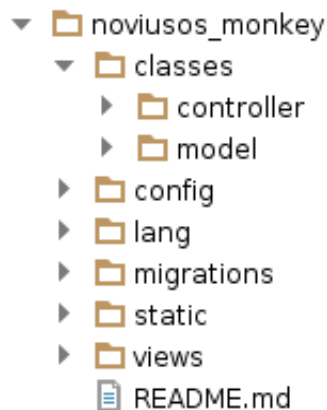 noviusos_monkey
classes
controller
model
config
lang
migrations
static
views
README.md